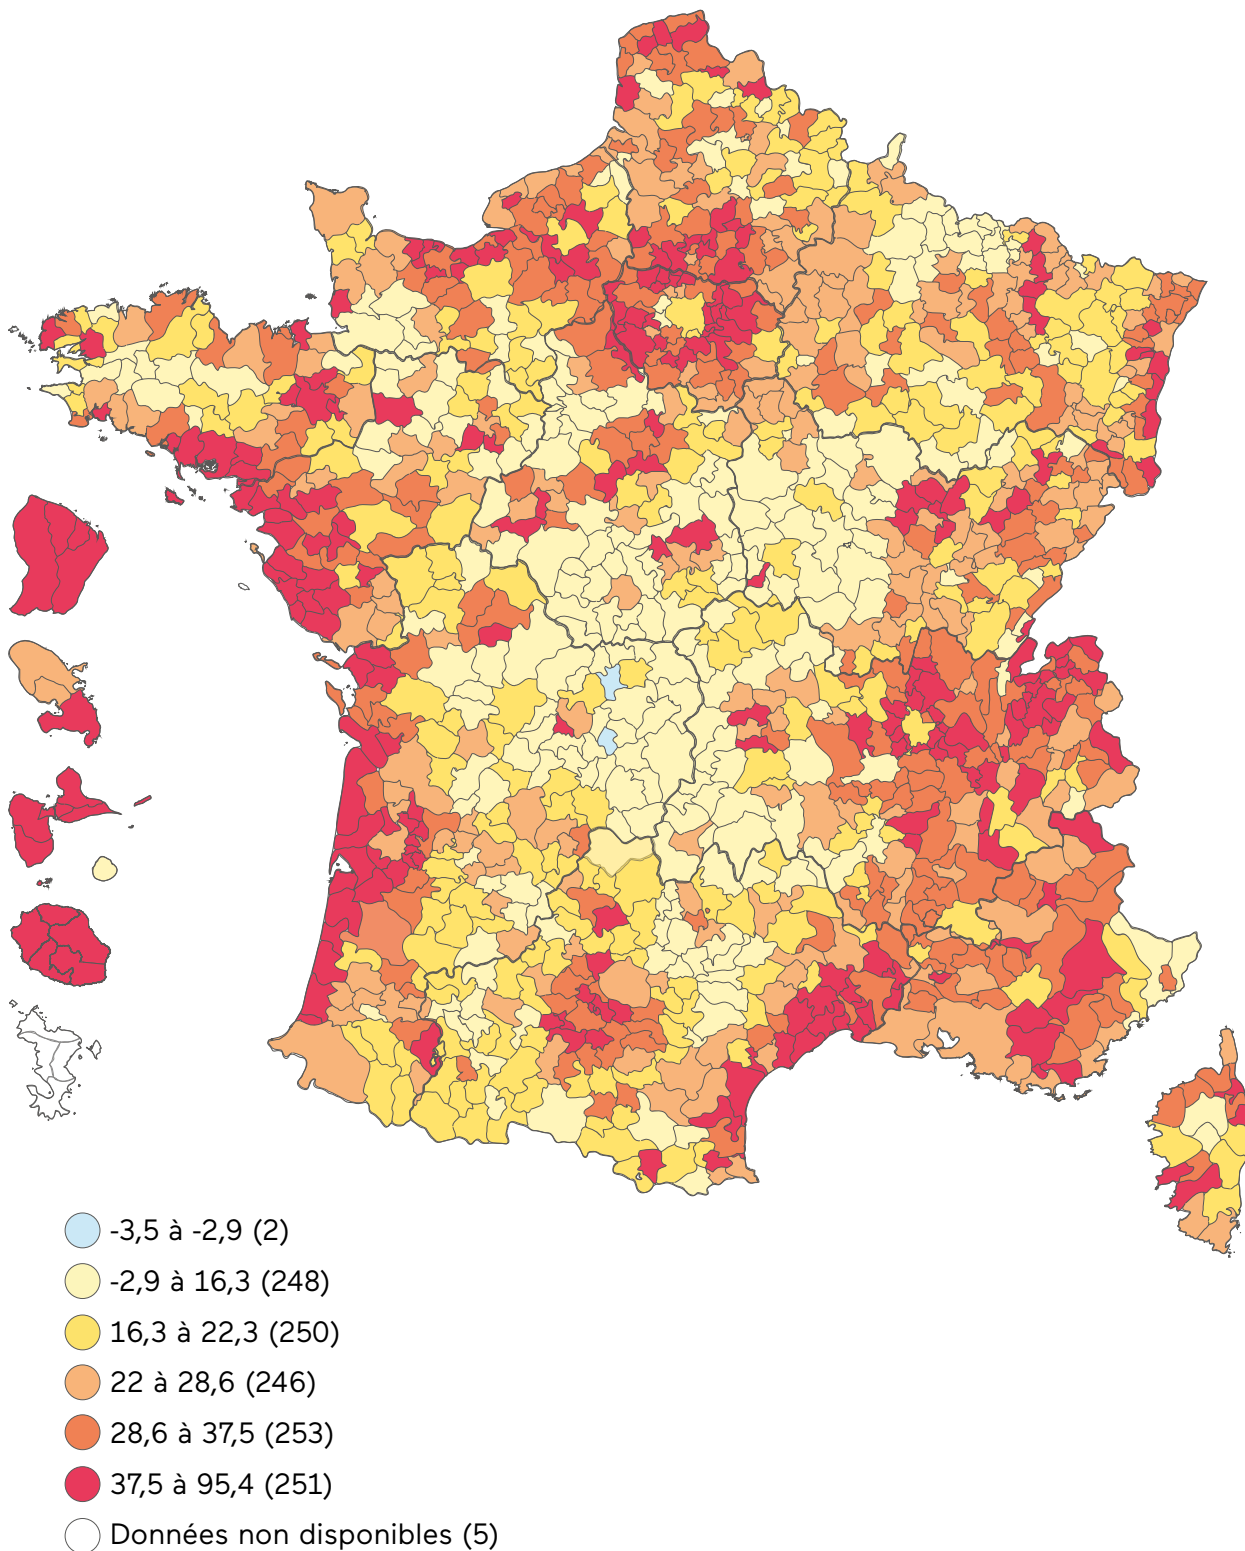 -3,5 à -2,9 (2)
-2,9 à 16,3 (248)
16,3 à 22,3 (250)
22 à 28,6 (246)
28,6 à 37,5 (253)
37,5 à 95,4 (251)
Données non disponibles (5)